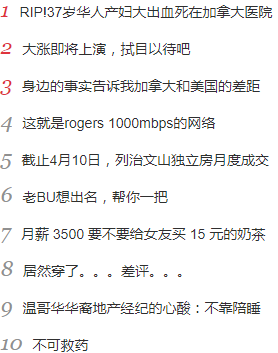 1 RIP!37岁华人产妇大出血死在加拿大医院
2 大涨即将上演，拭目以待吧
3 身边的事实告诉我加拿大和美国的差距
4 这就是rogers 1000mbps的网络
5 截止4月10日，列治文山独立房月度成交
6 老BU想出名，帮你一把
7 月薪 3500 要不要给女友买 15 元的奶茶
8 居然穿了。。。差评。。。
9 温哥华华裔地产经纪的心酸：不靠陪睡
10 不可救药